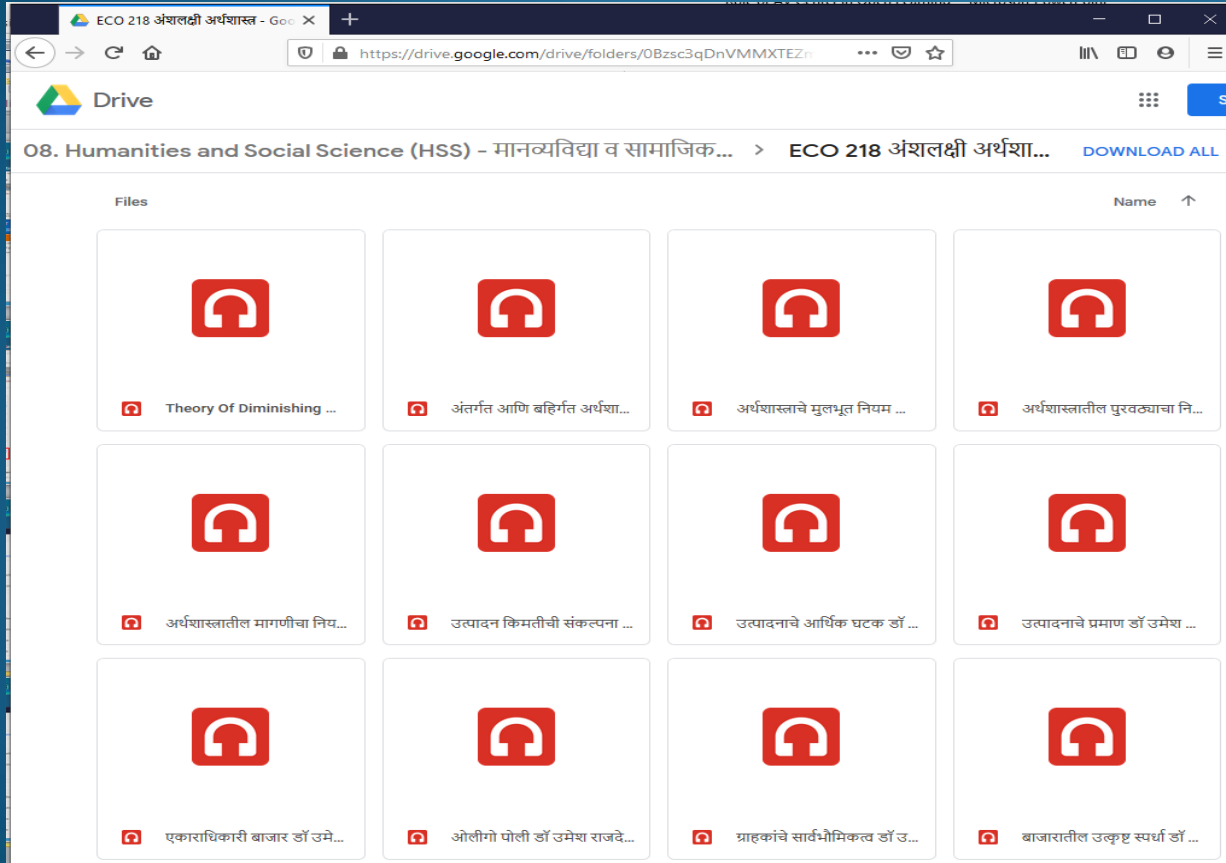 ECO 218 अंशलक्षी अर्थशास्त्र - Goo
https://drive.google.com/drive/folders/0Bzsc3qDnVMMXTEZn
Drive
08. Humanities and Social Science (HSS) - मानव्यविद्या व सामाजिक... > ECO 218 अंशलक्षी अर्थशा... DOWNLOAD ALL
Files Name
Theory Of Diminishing ... अंतर्गत आणि बहिर्गत अर्थशा... अर्थशास्त्राचे मुलभूत नियम ... अर्थशास्त्रातील पुरवठ्याचा नि...
अर्थशास्त्रातील मागणीचा निय... उत्पादन किमतीची संकल्पना ... उत्पादनाचे आर्थिक घटक डॉ ... उत्पादनाचे प्रमाण डॉ उमेश ...
एकाराधिकारी बाजार डॉ उमे... ओलीगो पोली डॉ उमेश राजदे... ग्राहकांचे सार्वभौमिकत्व डॉ उ... बाजारातील उत्कृष्ट स्पर्धा डॉ ...